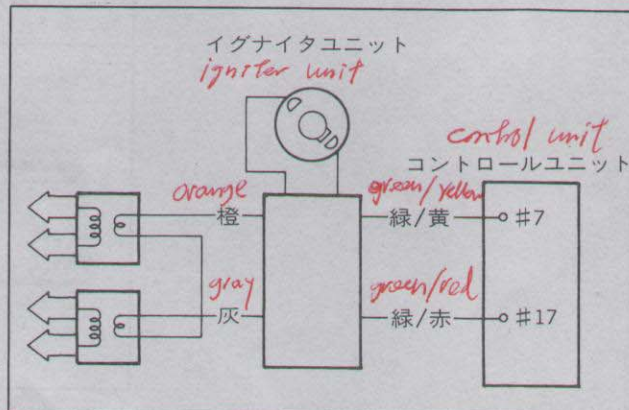 イグナイタユニット
igniter unit
control unit
コントロールユニット
orange
橙
green/yellow
緑/黄
#7
gray
灰
green/red
緑/赤
#17